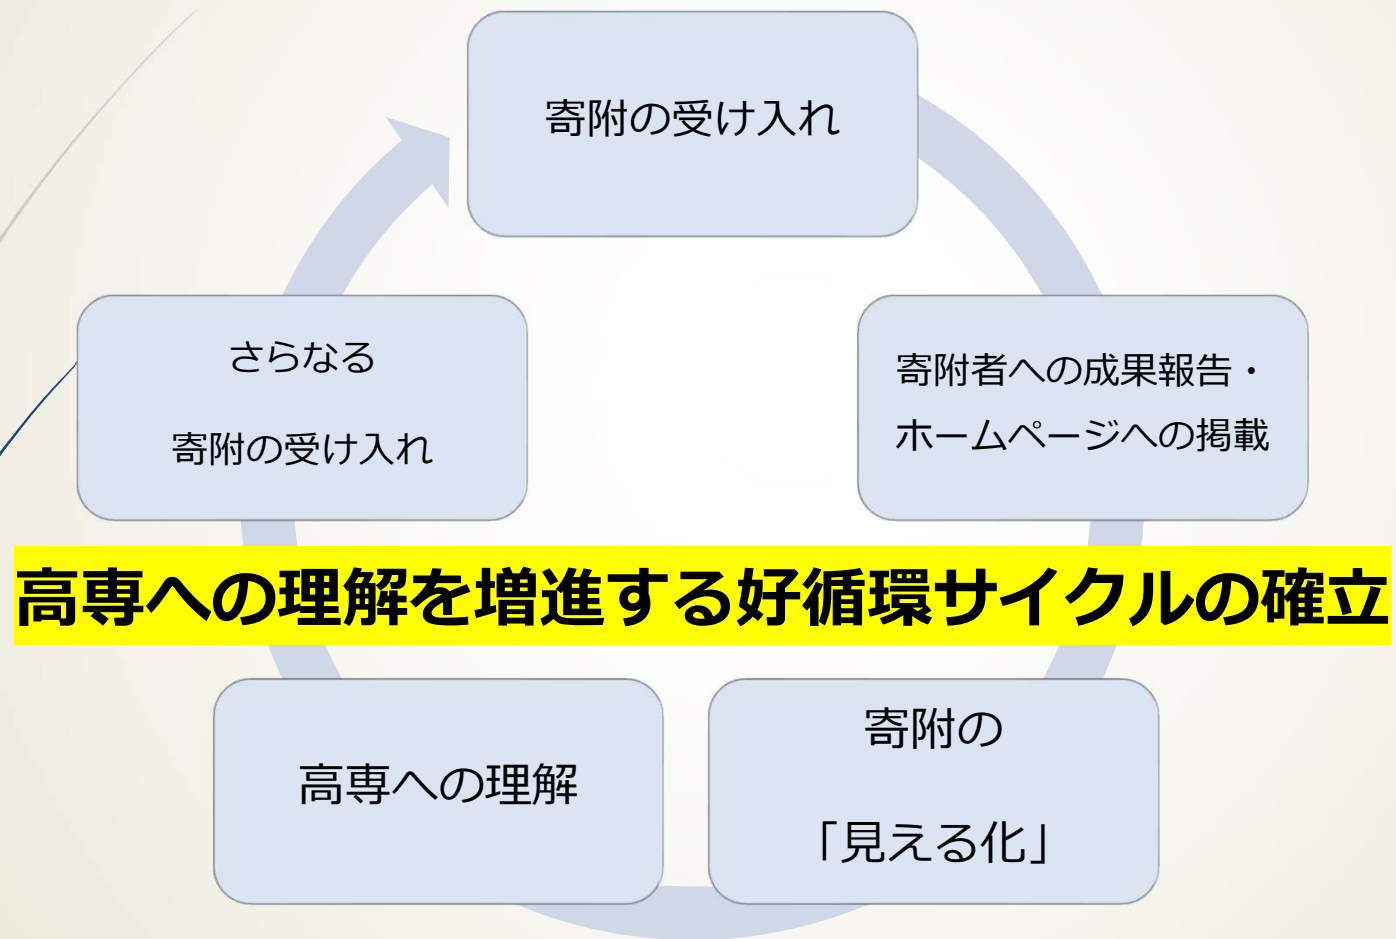 寄附の受け入れ
寄附者への成果報告・
ホームページへの掲載
寄附の
「見える化」
高専への理解
さらなる
寄附の受け入れ
高専への理解を増進する好循環サイクルの確立